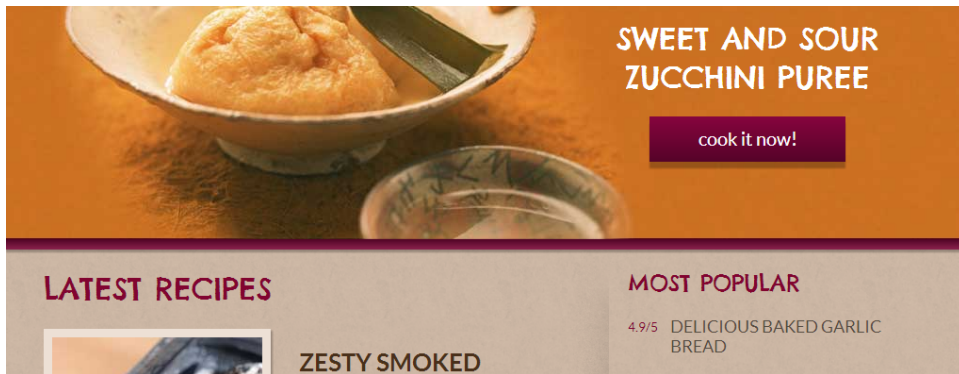 SWEET AND SOUR
ZUCCHINI PUREE
cook it now!
LATEST RECIPES
ZESTY SMOKED
MOST POPULAR
4.9/5 DELICIOUS BAKED GARLIC
BREAD